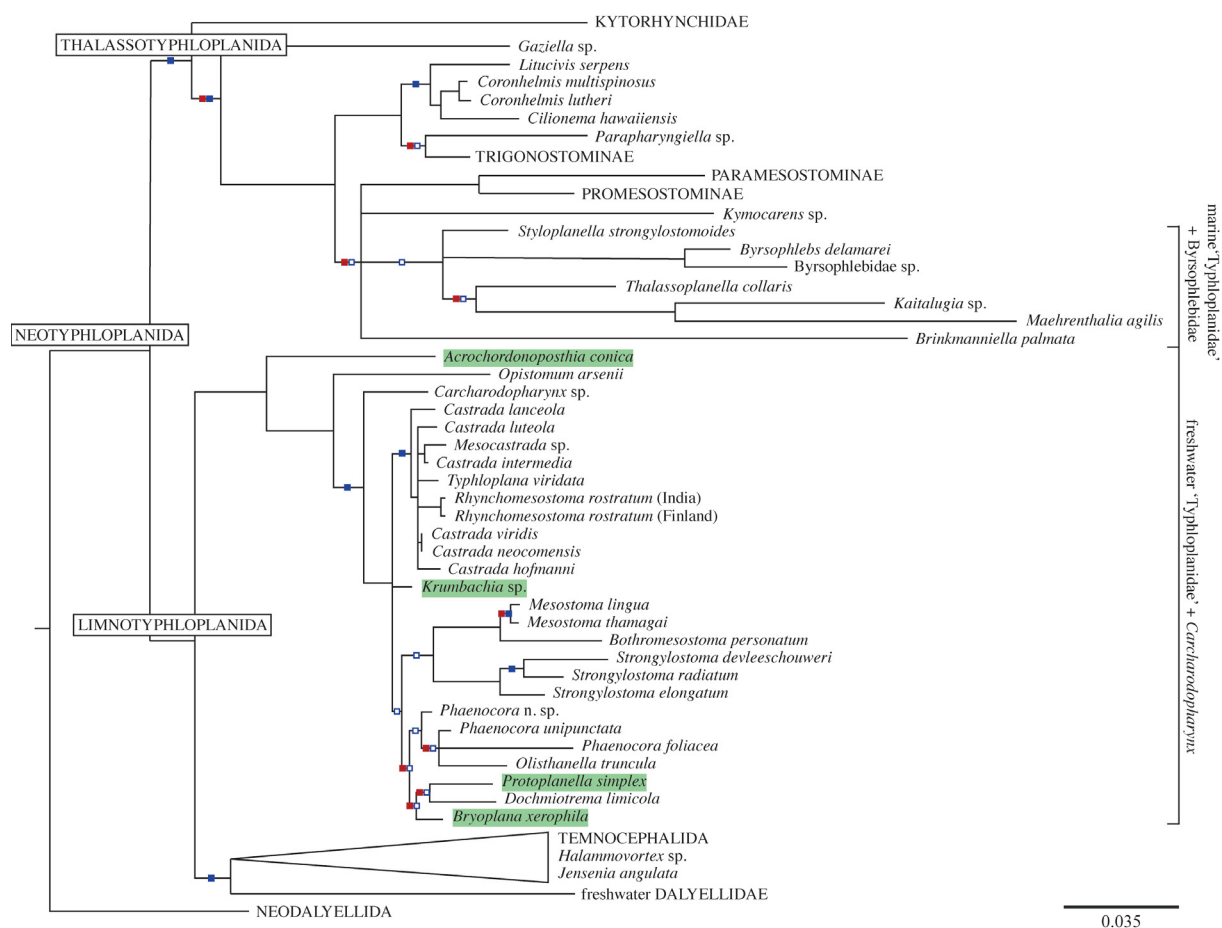 KYTORHYNCHIDAE
THALASSOTYPHLOPLANIDA
Gaziella sp.
Litucivis serpens
Coronhelmis multispinosus
Coronhelmis lutheri
Cilionema hawaiiensis
Parapharyngiella sp.
TRIGONOSTOMINAE
PARAMESOSTOMINAE
PROMESOSTOMINAE
Kymocarens sp.
Styloplanella strongylostomoides
Byrsophlebs delamarei
Byrsophlebidae sp.
Thalassoplanella collaris
Kaitalugia sp.
Maehrenthalia agilis
Brinkmanniella palmata
marine 'Typhloplanidae'
+ Byrsophlebidae
NEOTYPHLOPLANIDA
Acrochordonoposthia conica
Opistomum arsenii
Carcharodopharynx sp.
Castrada lanceola
Castrada luteola
Mesocastrada sp.
Castrada intermedia
Typhloplana viridata
Rhynchomesostoma rostratum (India)
Rhynchomesostoma rostratum (Finland)
Castrada viridis
Castrada neocomensis
Castrada hofmanni
Krumbachia sp.
Mesostoma lingua
Mesostoma thamagai
LIMNOTYPHLOPLANIDA
Bothromesostoma personatum
Strongylostoma devleeschouweri
Strongylostoma radiatum
Strongylostoma elongatum
Phaenocora n. sp.
Phaenocora unipunctata
Phaenocora foliacea
Olisthanella truncula
Protoplanella simplex
Dochmiotrema limicola
Bryoplana xerophila
freshwater 'Typhloplanidae' + Carcharodopharynx
TEMNOCEPHALIDA
Halammovortex sp.
Jensenia angulata
freshwater DALYELLIDAE
NEODALYELLIDA
0.035